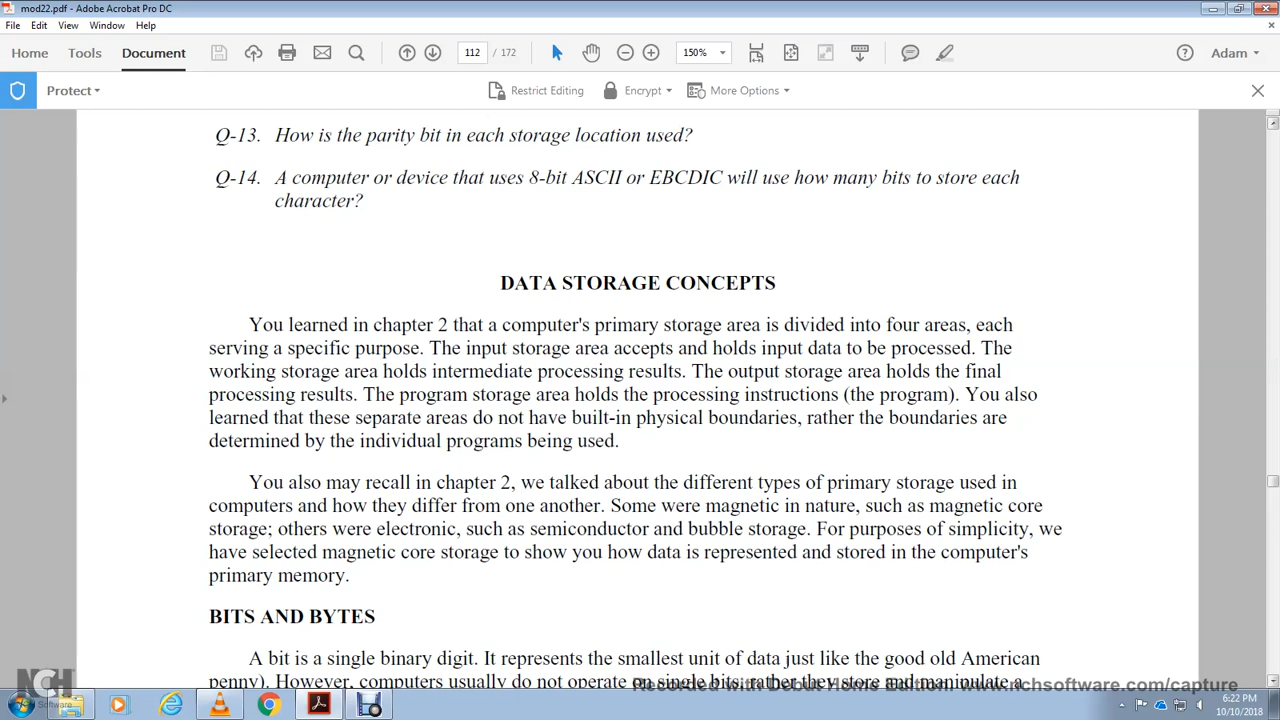 mod22.pdf - Adobe Acrobat Pro DC
File Edit View Window Help
Home Tools Document 112 / 172 150% Adam
Protect Restrict Editing Encrypt More Options
Q-13. How is the parity bit in each storage location used?
Q-14. A computer or device that uses 8-bit ASCII or EBCDIC will use how many bits to store each
character?
DATA STORAGE CONCEPTS
You learned in chapter 2 that a computer's primary storage area is divided into four areas, each
serving a specific purpose. The input storage area accepts and holds input data to be processed. The
working storage area holds intermediate processing results. The output storage area holds the final
processing results. The program storage area holds the processing instructions (the program). You also
learned that these separate areas do not have built-in physical boundaries, rather the boundaries are
determined by the individual programs being used.
You also may recall in chapter 2, we talked about the different types of primary storage used in
computers and how they differ from one another. Some were magnetic in nature, such as magnetic core
storage; others were electronic, such as semiconductor and bubble storage. For purposes of simplicity, we
have selected magnetic core storage to show you how data is represented and stored in the computer's
primary memory.
BITS AND BYTES
A bit is a single binary digit. It represents the smallest unit of data just like the good old American
penny). However, computers usually do not operate on single bits, rather they store and manipulate a
NCH Software
Recorded with Debut Home Edition. www.nchsoftware.com/capture
6:22 PM
10/10/2018